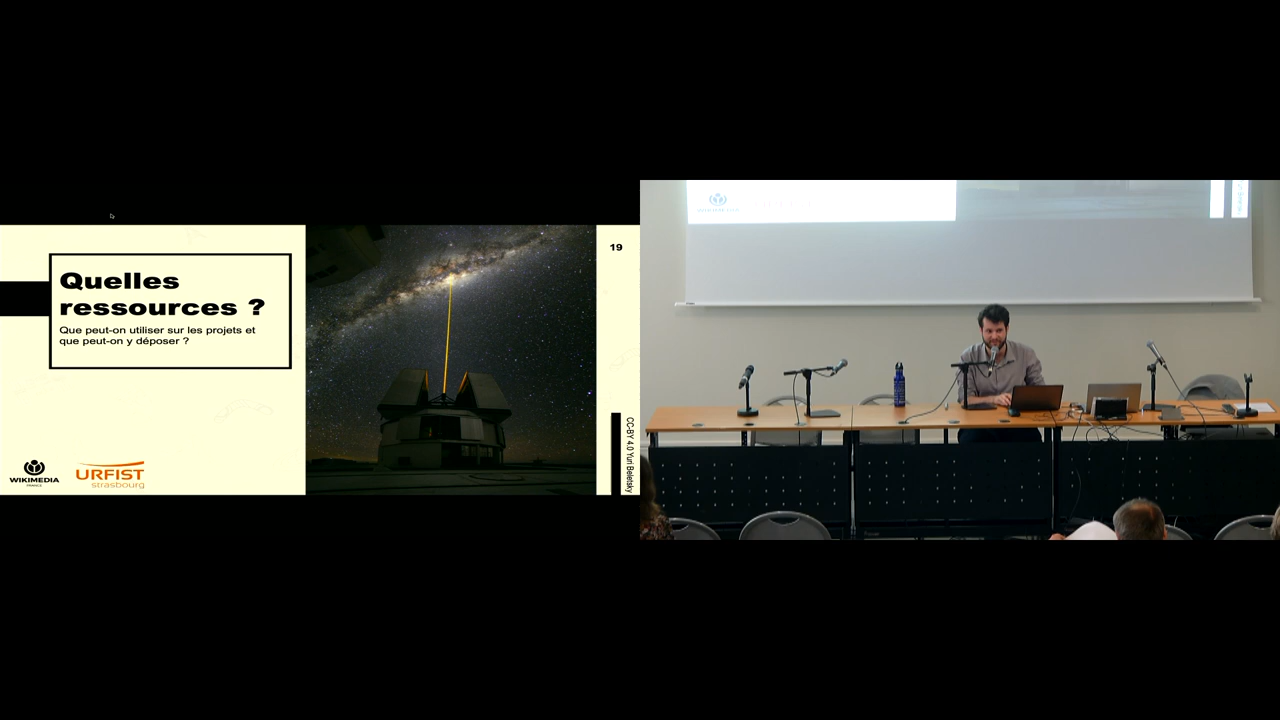 Quelles
ressources ?
Que peut-on utiliser sur les projets et
que peut-on y déposer ?
19
CC-BY 4.0 Yuri Beletsky
WIKIMEDIA
FRANCE
URFIST
strasbourg